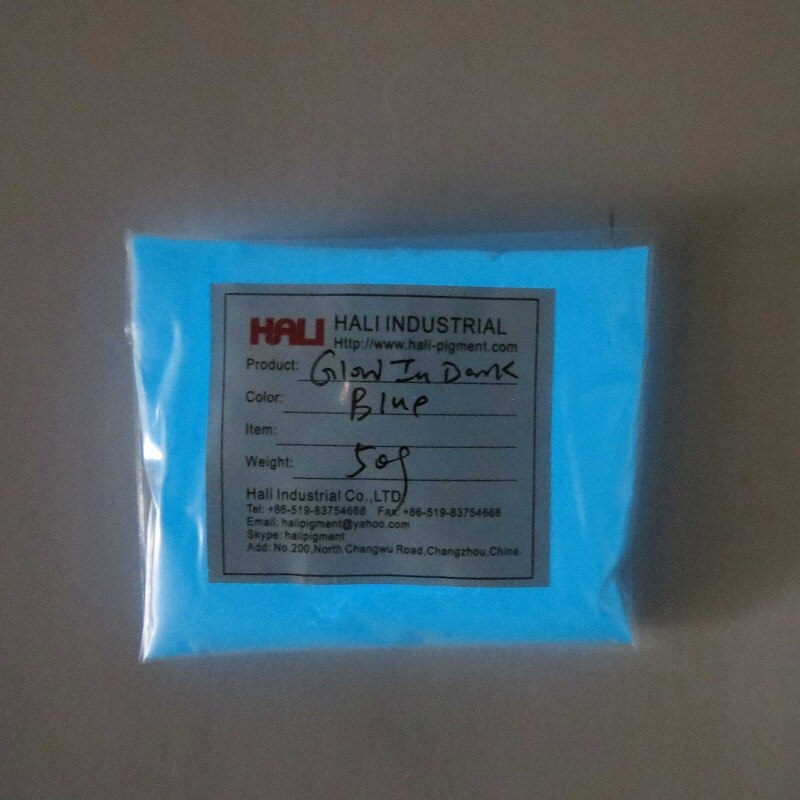 HALI HALI INDUSTRIAL
Http://www.hali-pigment.com
Product: Glow In Dark
Color: Blue
Item:
Weight: 50g
Hali Industrial Co.,LTD
Tel: +86-519-83754668 Fax: +86-519-83754668
Email: halipigment@yahoo.com
Skype: halipigment
Add: No.200,North Changwu Road,Changzhou,China.